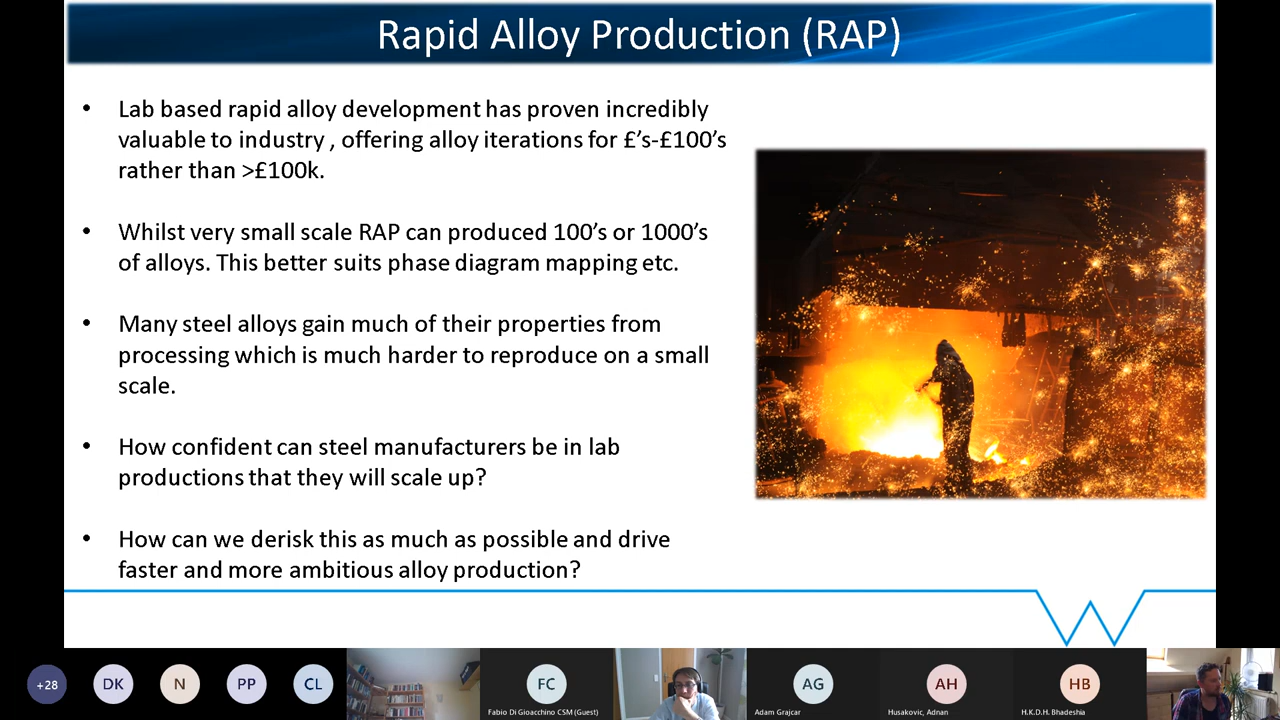 Rapid Alloy Production (RAP)
• Lab based rapid alloy development has proven incredibly
valuable to industry , offering alloy iterations for £’s-£100’s
rather than >£100k.
• Whilst very small scale RAP can produced 100’s or 1000’s
of alloys. This better suits phase diagram mapping etc.
• Many steel alloys gain much of their properties from
processing which is much harder to reproduce on a small
scale.
• How confident can steel manufacturers be in lab
productions that they will scale up?
• How can we derisk this as much as possible and drive
faster and more ambitious alloy production?
+28
DK
N
PP
CL
FC
Fabio Di Gioacchino CSM (Guest)
AG
Adam Grajcar
AH
Husakovic, Adnan
HB
H.K.D.H. Bhadeshia